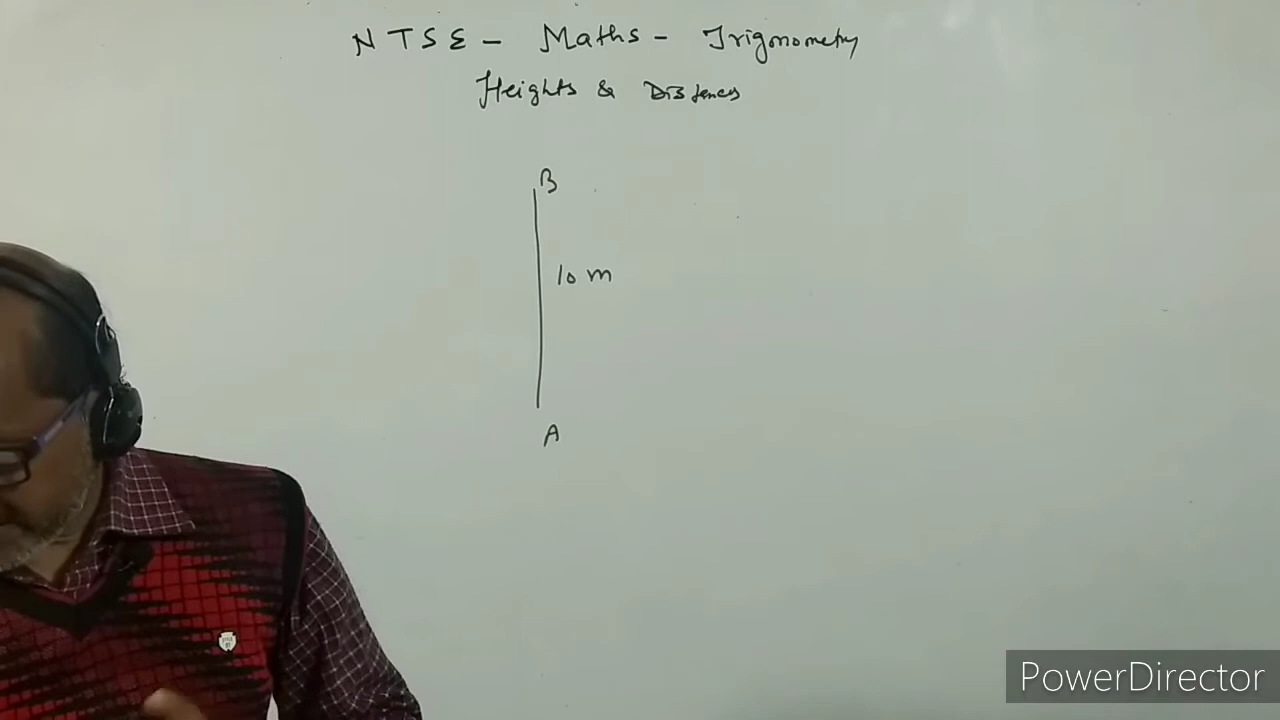 NTSE - Maths - Trigonometry
Heights & Distances
B
10 m
A
PowerDirector